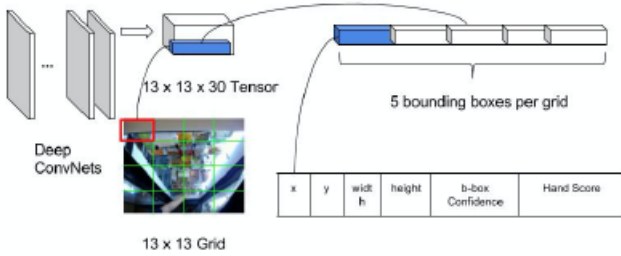 ...
13 x 13 x 30 Tensor
5 bounding boxes per grid
Deep
ConvNets
x
y
widt
h
height
b-box
Confidence
Hand Score
13 x 13 Grid